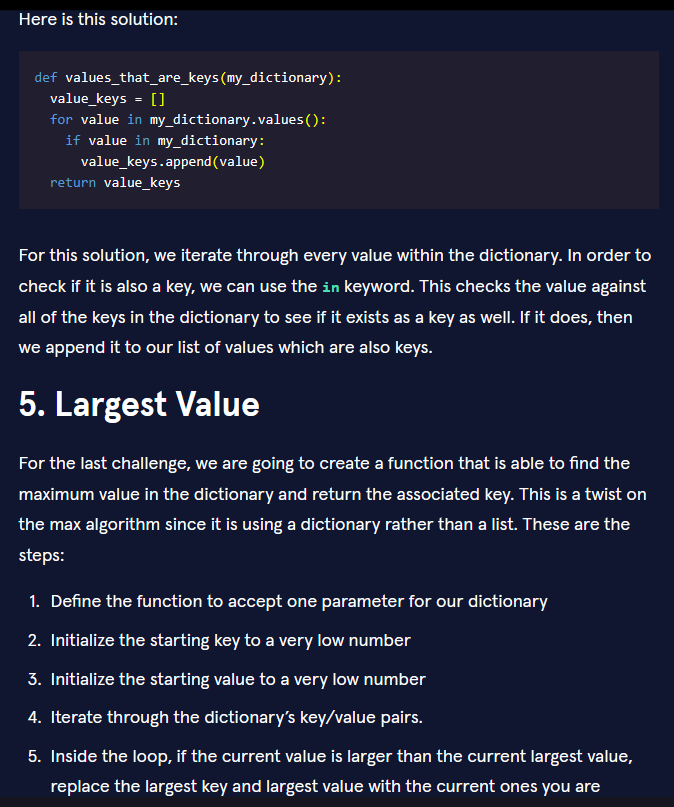 Here is this solution:
def values_that_are_keys(my_dictionary):
  value_keys = []
  for value in my_dictionary.values():
    if value in my_dictionary:
      value_keys.append(value)
  return value_keys
For this solution, we iterate through every value within the dictionary. In order to
check if it is also a key, we can use the in keyword. This checks the value against
all of the keys in the dictionary to see if it exists as a key as well. If it does, then
we append it to our list of values which are also keys.
5. Largest Value
For the last challenge, we are going to create a function that is able to find the
maximum value in the dictionary and return the associated key. This is a twist on
the max algorithm since it is using a dictionary rather than a list. These are the
steps:
1. Define the function to accept one parameter for our dictionary
2. Initialize the starting key to a very low number
3. Initialize the starting value to a very low number
4. Iterate through the dictionary’s key/value pairs.
5. Inside the loop, if the current value is larger than the current largest value,
replace the largest key and largest value with the current ones you are